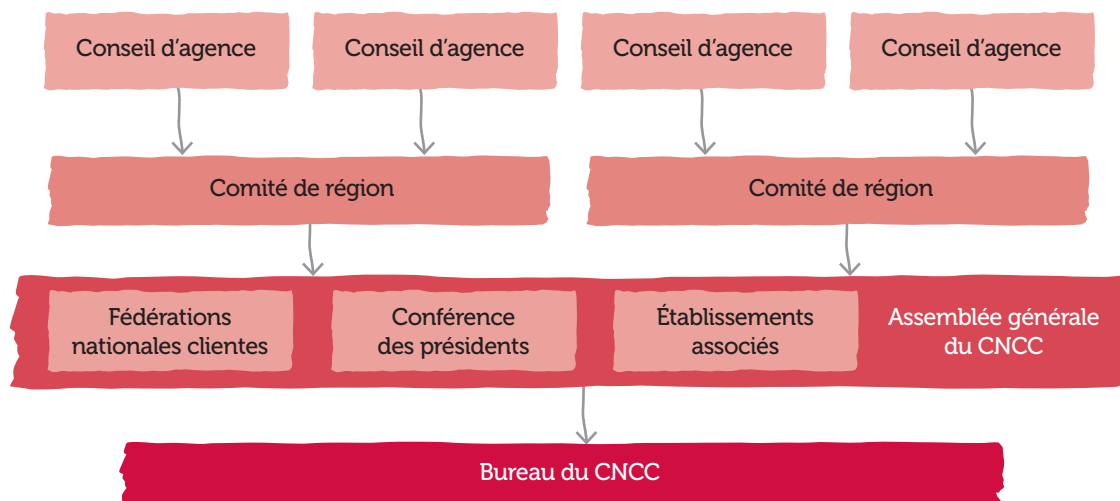 Conseil d’agence
Conseil d’agence
Conseil d’agence
Conseil d’agence
Comité de région
Comité de région
Fédérations
nationales clientes
Conférence
des présidents
Établissements
associés
Assemblée générale
du CNCC
Bureau du CNCC